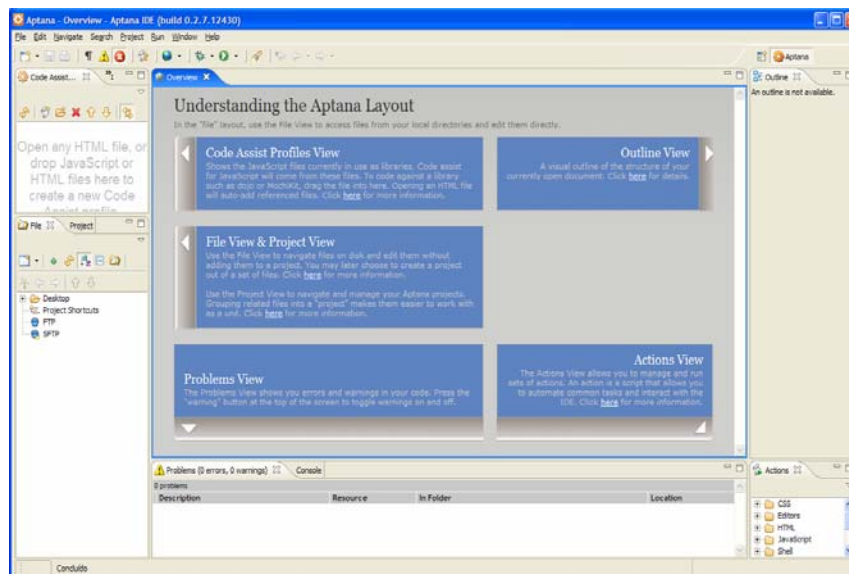 Aptana - Overview - Aptana IDE (build 0.2.7.12430)
File Edit Navigate Search Project Run Window Help
Aptana
Code Assist...
Overview
Outline
An outline is not available.
Open any HTML file, or
drop JavaScript or
HTML files here to
create a new Code
Assist profile
File Project
Desktop
Project Shortcuts
FTP
SFTP
Understanding the Aptana Layout
In the "file" layout, use the File View to access files from your local directories and edit them directly.
Code Assist Profiles View
Shows the JavaScript files currently in use as libraries. Code assist
for JavaScript will come from these files. To code against a library
such as dojo or MochiKit, drag the file into here. Opening an HTML file
will auto-add referenced files. Click here for more information.
Outline View
A visual outline of the structure of your
currently open document. Click here for details.
File View & Project View
Use the File View to navigate files on disk and edit them without
adding them to a project. You may later choose to create a project
out of a set of files. Click here for more information.
Use the Project View to navigate and manage your Aptana projects.
Grouping related files into a "project" makes them easier to work with
as a unit. Click here for more information.
Problems View
The Problems View shows you errors and warnings in your code. Press the
"warning" button at the top of the screen to toggle warnings on and off.
Actions View
The Actions View allows you to manage and run
sets of actions. An action is a script that allows you
to automate common tasks and interact with the
IDE. Click here for more information.
Problems (0 errors, 0 warnings) Console
0 problems
Description Resource In Folder Location
Actions
CSS
Editors
HTML
JavaScript
Shell
Concluído